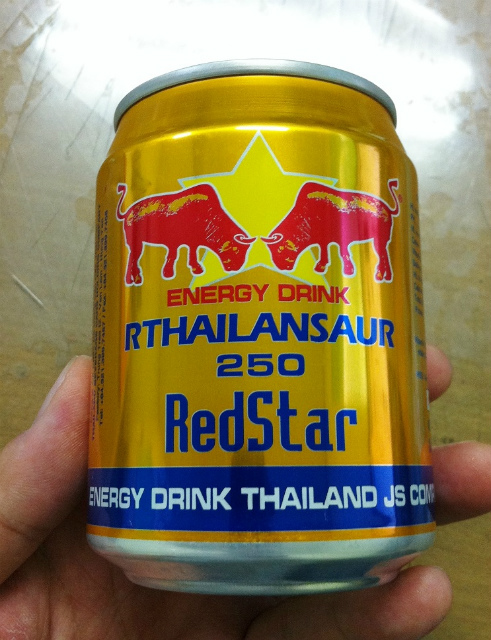 ENERGY DRINK
RTHAILANSAUR
250
RedStar
ENERGY DRINK THAILAND JS COM